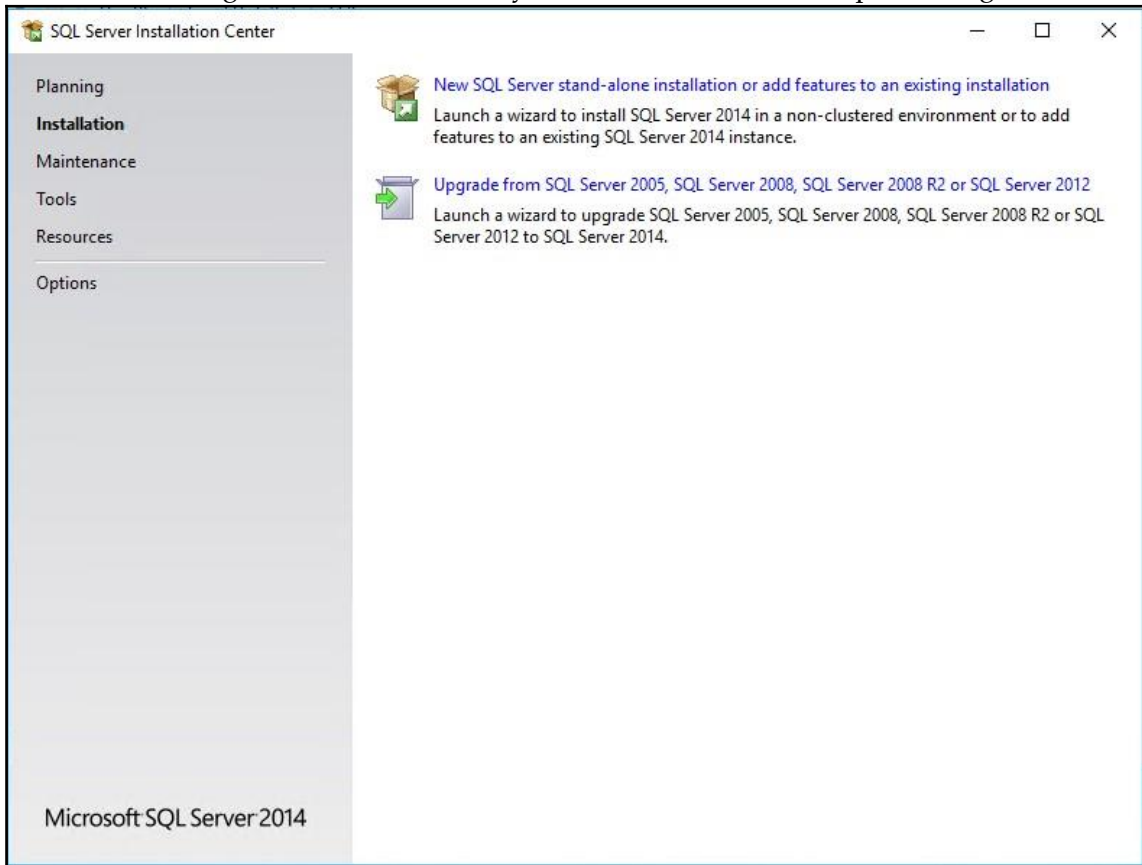 SQL Server Installation Center
Planning
Installation
Maintenance
Tools
Resources
Options
New SQL Server stand-alone installation or add features to an existing installation
Launch a wizard to install SQL Server 2014 in a non-clustered environment or to add
features to an existing SQL Server 2014 instance.
Upgrade from SQL Server 2005, SQL Server 2008, SQL Server 2008 R2 or SQL Server 2012
Launch a wizard to upgrade SQL Server 2005, SQL Server 2008, SQL Server 2008 R2 or SQL
Server 2012 to SQL Server 2014.
Microsoft SQL Server 2014